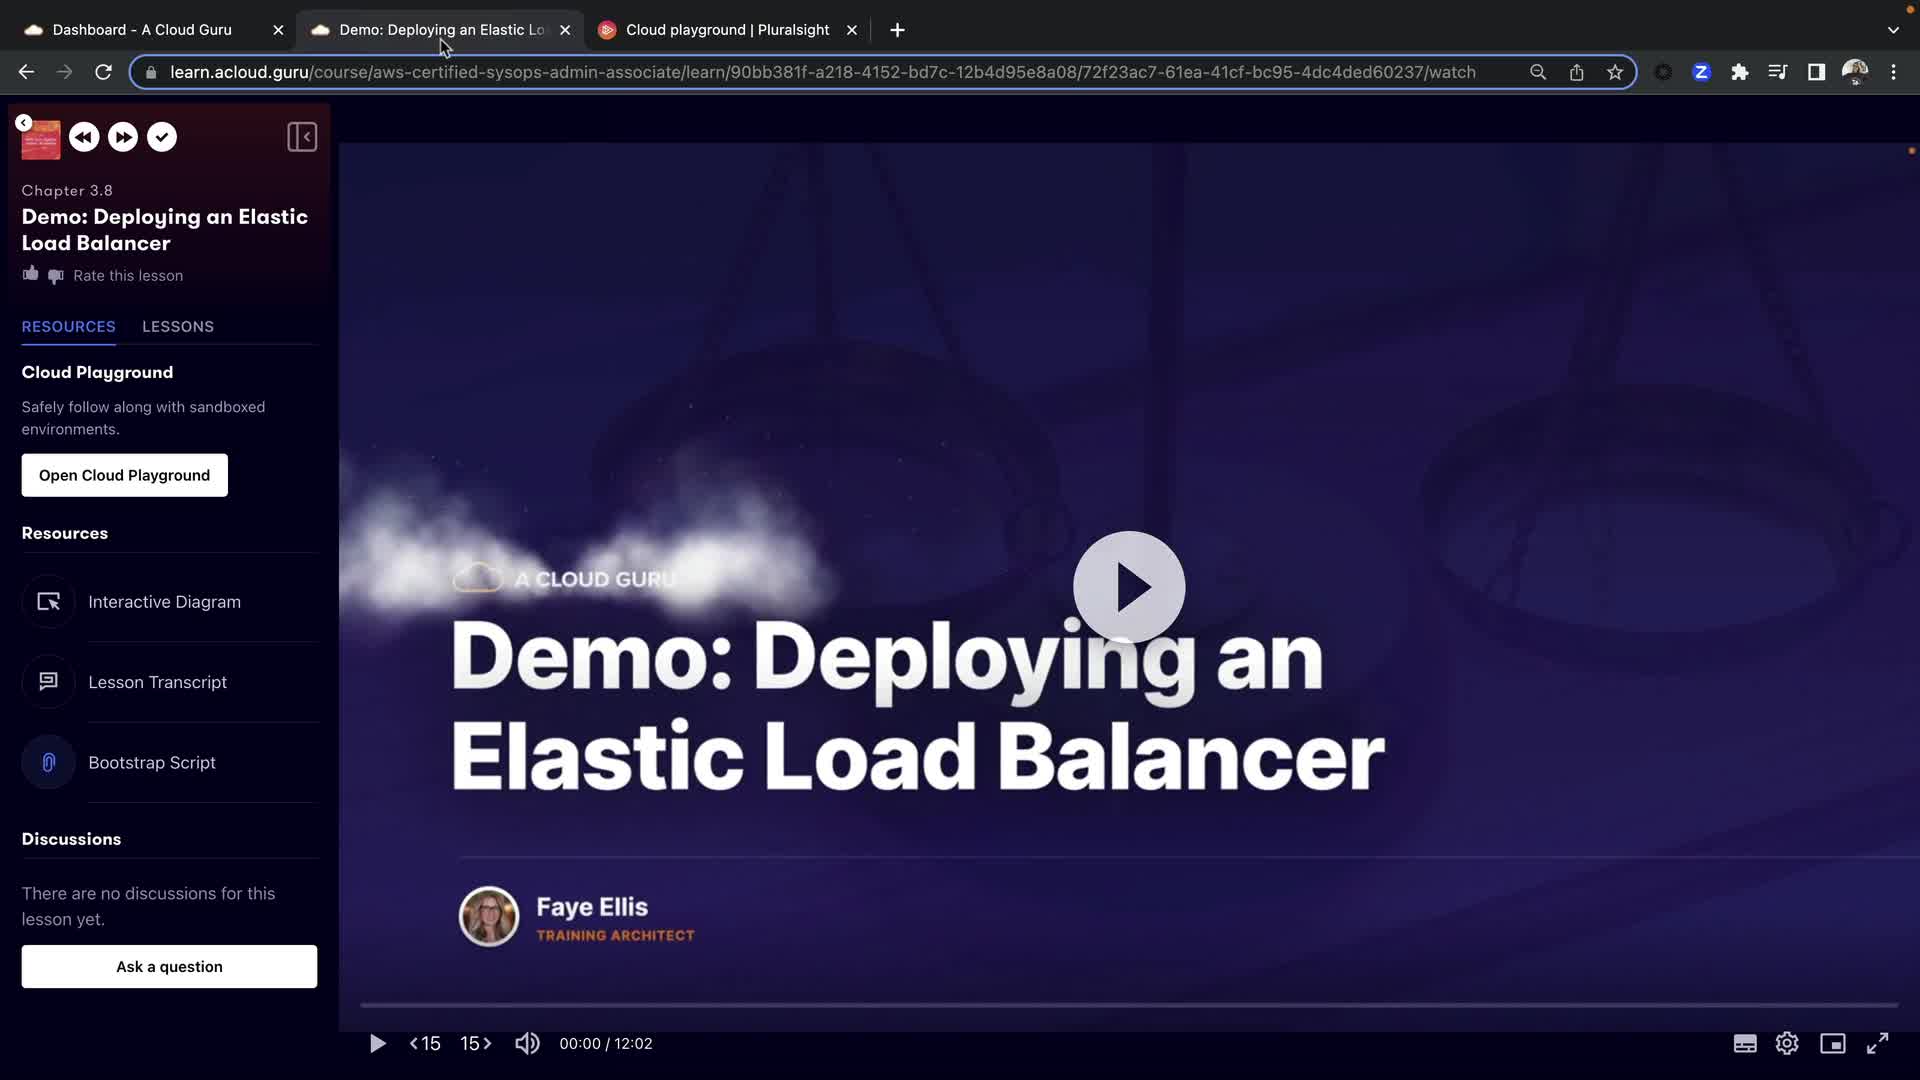 Dashboard - A Cloud Guru
Demo: Deploying an Elastic Lo
Cloud playground | Pluralsight
learn.acloud.guru/course/aws-certified-sysops-admin-associate/learn/90bb381f-a218-4152-bd7c-12b4d95e8a08/72f23ac7-61ea-41cf-bc95-4dc4ded60237/watch
Z
Chapter 3.8
Demo: Deploying an Elastic
Load Balancer
Rate this lesson
RESOURCES LESSONS
Cloud Playground
Safely follow along with sandboxed
environments.
Open Cloud Playground
Resources
Interactive Diagram
Lesson Transcript
Bootstrap Script
Discussions
There are no discussions for this
lesson yet.
Ask a question
A CLOUD GURU
Demo: Deploying an
Elastic Load Balancer
Faye Ellis
TRAINING ARCHITECT
15 15 00:00 / 12:02